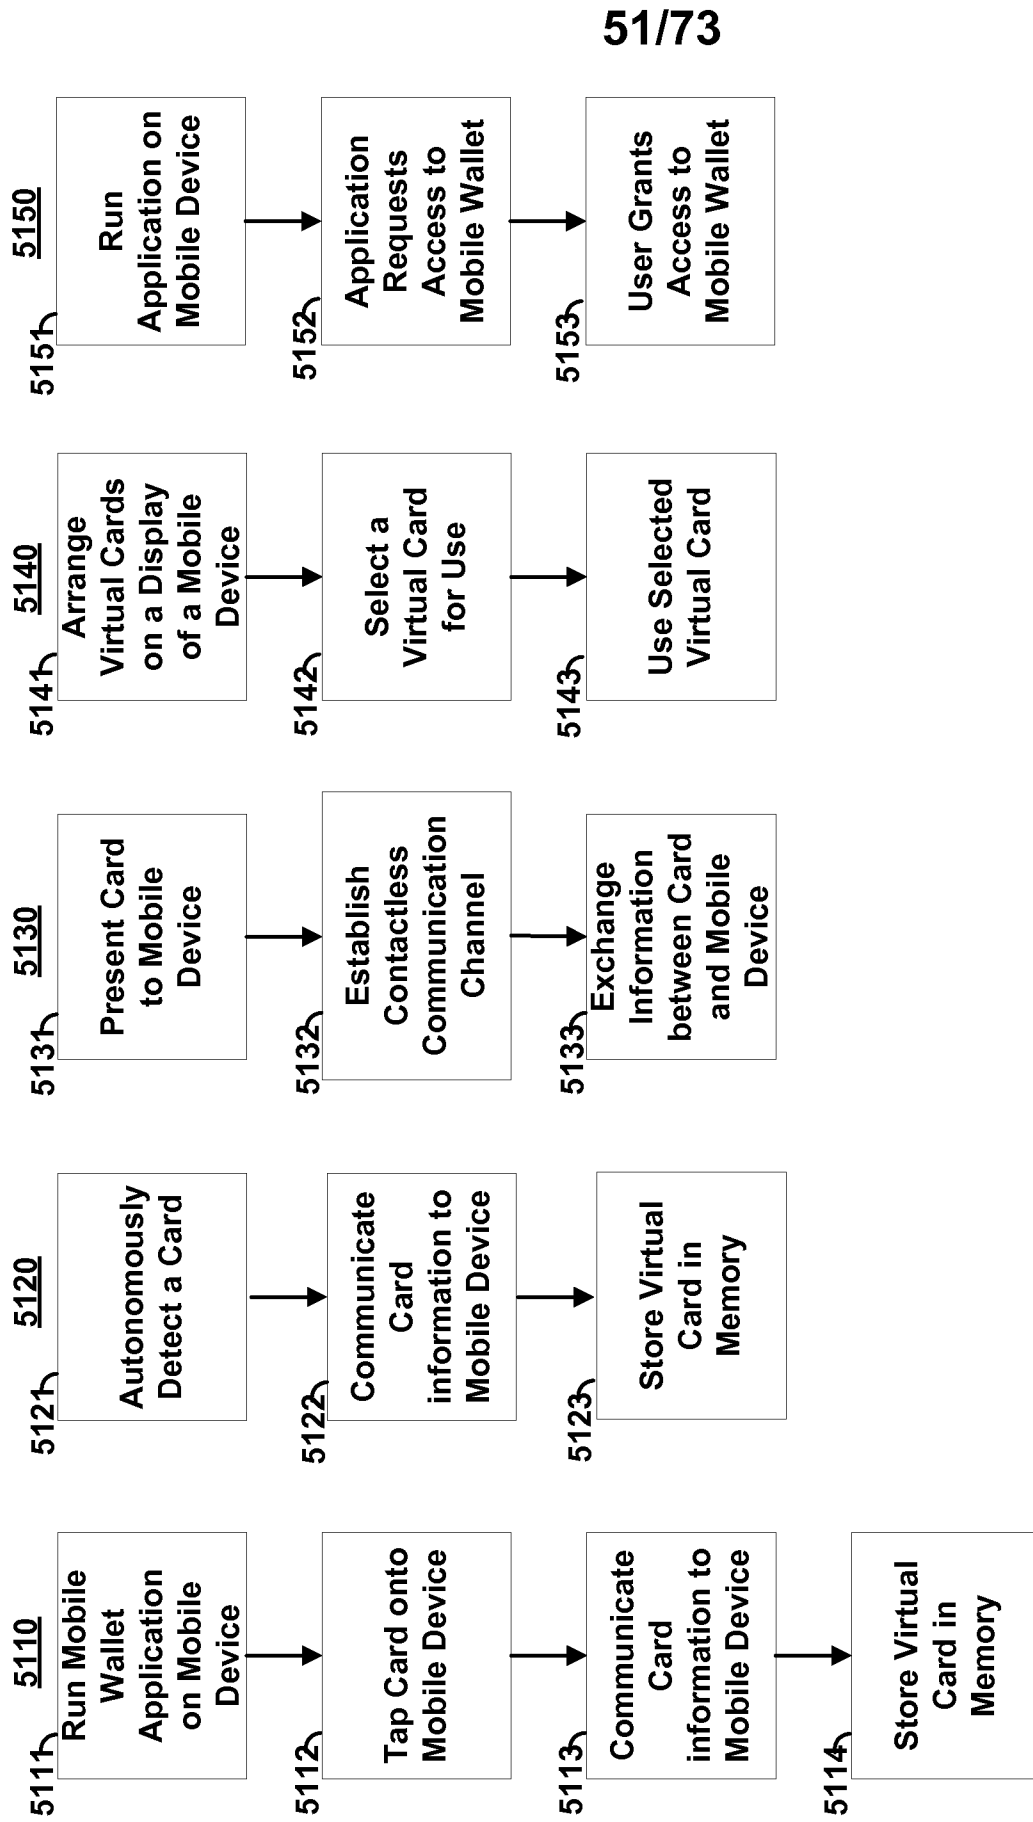 51/73
5110
5111
Run Mobile
Wallet
Application
on Mobile
Device
5112
Tap Card onto
Mobile Device
5113
Communicate
Card
information to
Mobile Device
5114
Store Virtual
Card in
Memory
5120
5121
Autonomously
Detect a Card
5122
Communicate
Card
information to
Mobile Device
5123
Store Virtual
Card in
Memory
5130
5131
Present Card
to Mobile
Device
5132
Establish
Contactless
Communication
Channel
5133
Exchange
Information
between Card
and Mobile
Device
5140
5141
Arrange
Virtual Cards
on a Display
of a Mobile
Device
5142
Select a
Virtual Card
for Use
5143
Use Selected
Virtual Card
5150
5151
Run
Application on
Mobile Device
5152
Application
Requests
Access to
Mobile Wallet
5153
User Grants
Access to
Mobile Wallet